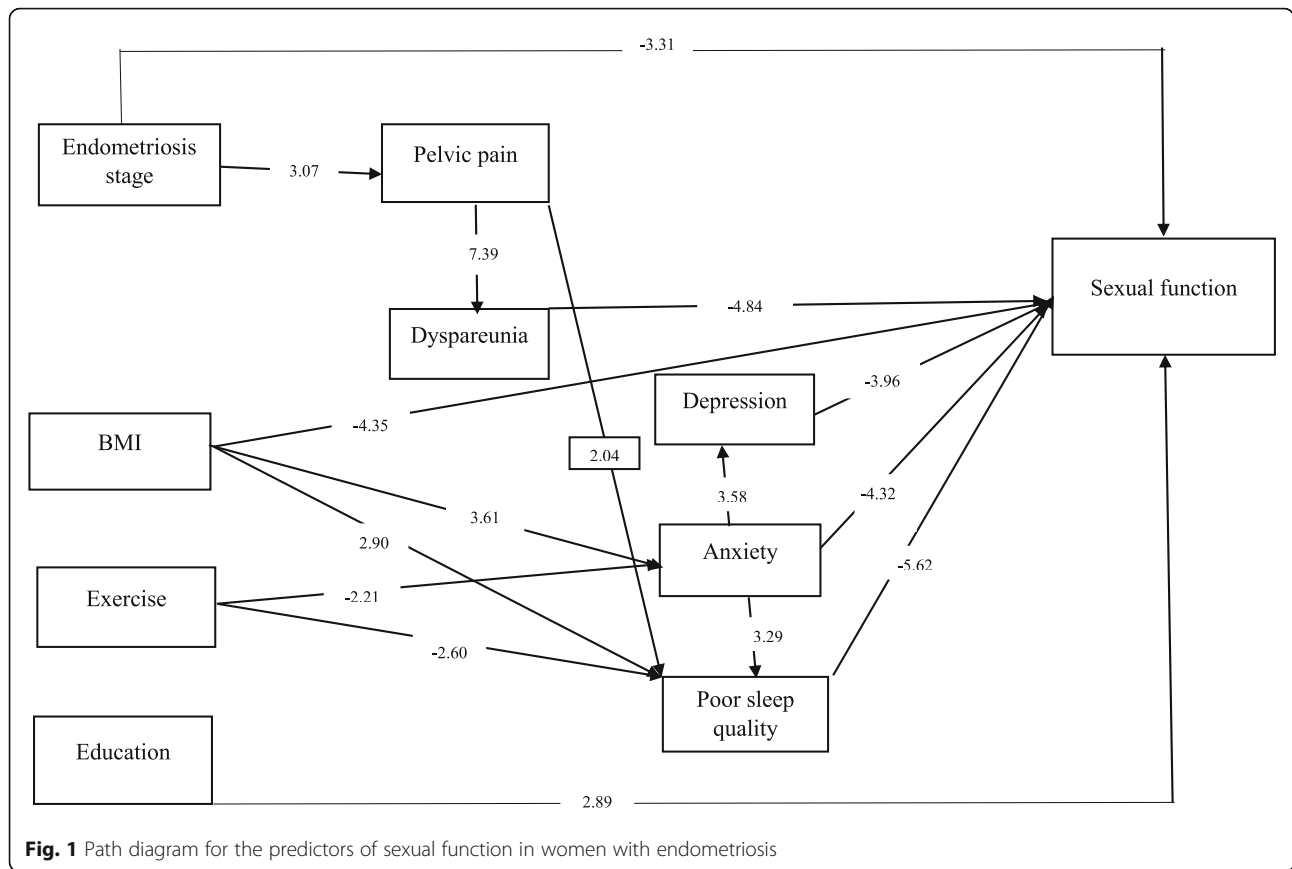 -3.31
Endometriosis
stage
3.07
Pelvic pain
7.39
Sexual function
Dyspareunia
-4.84
Depression
-3.96
BMI
-4.35
2.04
3.58
-4.32
3.61
2.90
Anxiety
-5.62
Exercise
-2.21
-2.60
3.29
Poor sleep
quality
Education
2.89
Fig. 1 Path diagram for the predictors of sexual function in women with endometriosis